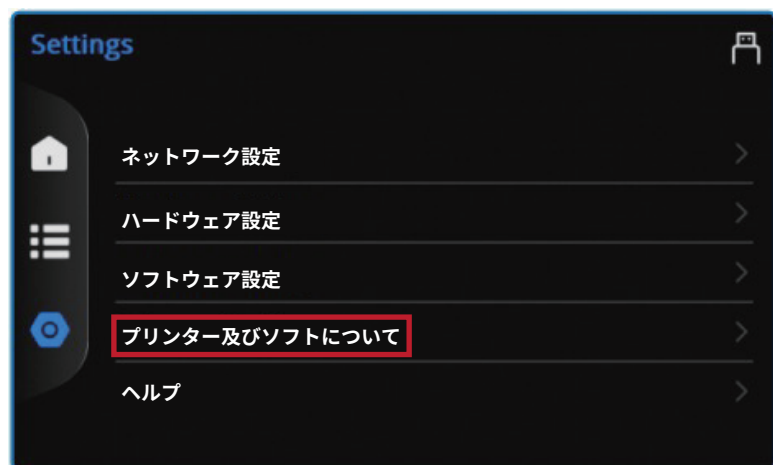 Settings
ネットワーク設定
ハードウェア設定
ソフトウェア設定
プリンター及びソフトについて
ヘルプ